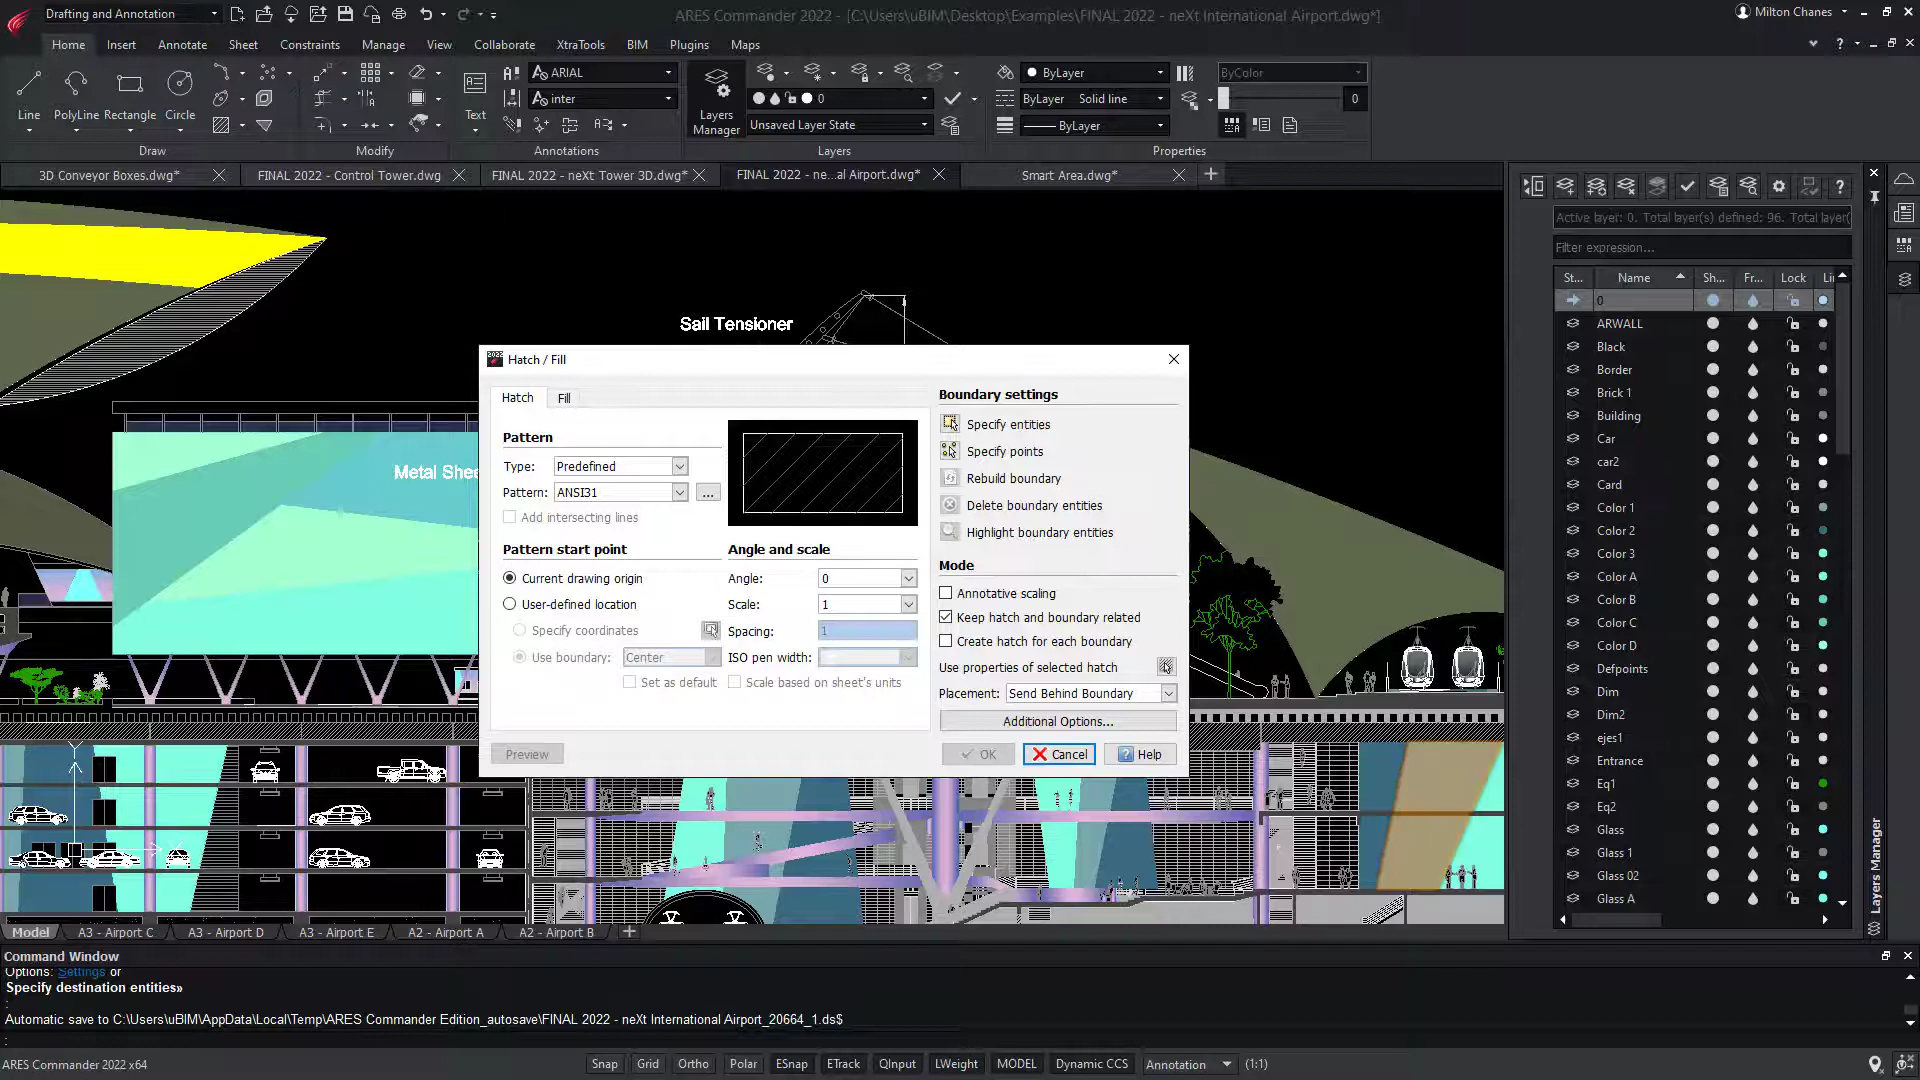 Drafting and Annotation
ARES Commander 2022 - [C:\Users\uBIM\Desktop\Examples\FINAL 2022 - neXt International Airport.dwg*]
Milton Chanes
Home Insert Annotate Sheet Constraints Manage View Collaborate XtraTools BIM Plugins Maps
ARIAL
0
ByLayer
ByColor
inter
ByLayer Solid line
0
Line PolyLine Rectangle Circle
Text
Layers
Manager
Unsaved Layer State
ByLayer
Draw
Modify
Annotations
Layers
Properties
3D Conveyor Boxes.dwg*
FINAL 2022 - Control Tower.dwg
FINAL 2022 - neXt Tower 3D.dwg*
FINAL 2022 - ne...al Airport.dwg*
Smart Area.dwg*
Active layer: 0. Total layer(s) defined: 96. Total layer(
Filter expression...
St... Name Sh... Fr... Lock Li
0
ARWALL
Black
Border
Brick 1
Building
Car
car2
Card
Color 1
Color 2
Color 3
Color A
Color B
Color C
Color D
Defpoints
Dim
Dim2
ejes1
Entrance
Eq1
Eq2
Glass
Glass 1
Glass 02
Glass A
Layers Manager
Sail Tensioner
Metal Shee
Hatch / Fill
Hatch Fill
Pattern
Type: Predefined
Pattern: ANSI31
...
Add intersecting lines
Pattern start point
Current drawing origin
User-defined location
Specify coordinates
Use boundary: Center
Set as default
Angle and scale
Angle: 0
Scale: 1
Spacing: 1
ISO pen width:
Scale based on sheet's units
Boundary settings
Specify entities
Specify points
Rebuild boundary
Delete boundary entities
Highlight boundary entities
Mode
Annotative scaling
Keep hatch and boundary related
Create hatch for each boundary
Use properties of selected hatch
Placement: Send Behind Boundary
Additional Options...
Preview
OK
Cancel
Help
Y
Model A3 - Airport C A3 - Airport D A3 - Airport E A2 - Airport A A2 - Airport B
Command Window
Options: Settings or
Specify destination entities»
:
Automatic save to C:\Users\uBIM\AppData\Local\Temp\ARES Commander Edition_autosave\FINAL 2022 - neXt International Airport_20664_1.ds$
:
ARES Commander 2022 x64
Snap Grid Ortho Polar ESnap ETrack QInput LWeight MODEL Dynamic CCS Annotation (1:1)